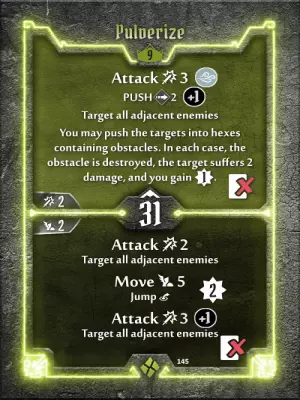 Pulverize
9
Attack 3
PUSH 2 +1
Target all adjacent enemies
You may push the targets into hexes
containing obstacles. In each case, the
obstacle is destroyed, the target suffers 2
damage, and you gain 1.
2
31
2
Attack 2
Target all adjacent enemies
Move 5
Jump
2
Attack 3 +1
Target all adjacent enemies
145